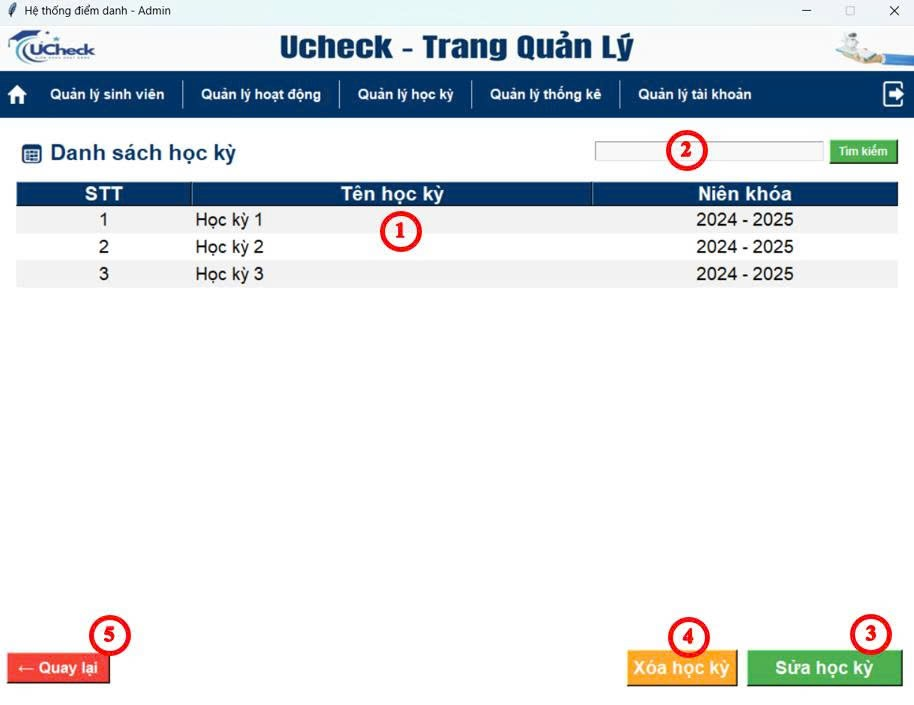 Hệ thống điểm danh - Admin
UCheck
Ucheck - Trang Quản Lý
Quản lý sinh viên
Quản lý hoạt động
Quản lý học kỳ
Quản lý thống kê
Quản lý tài khoản
Danh sách học kỳ
2
Tìm kiếm
STT Tên học kỳ Niên khóa
1 Học kỳ 1 2024 - 2025
1
2 Học kỳ 2 2024 - 2025
3 Học kỳ 3 2024 - 2025
5
4
3
← Quay lại
Xóa học kỳ
Sửa học kỳ